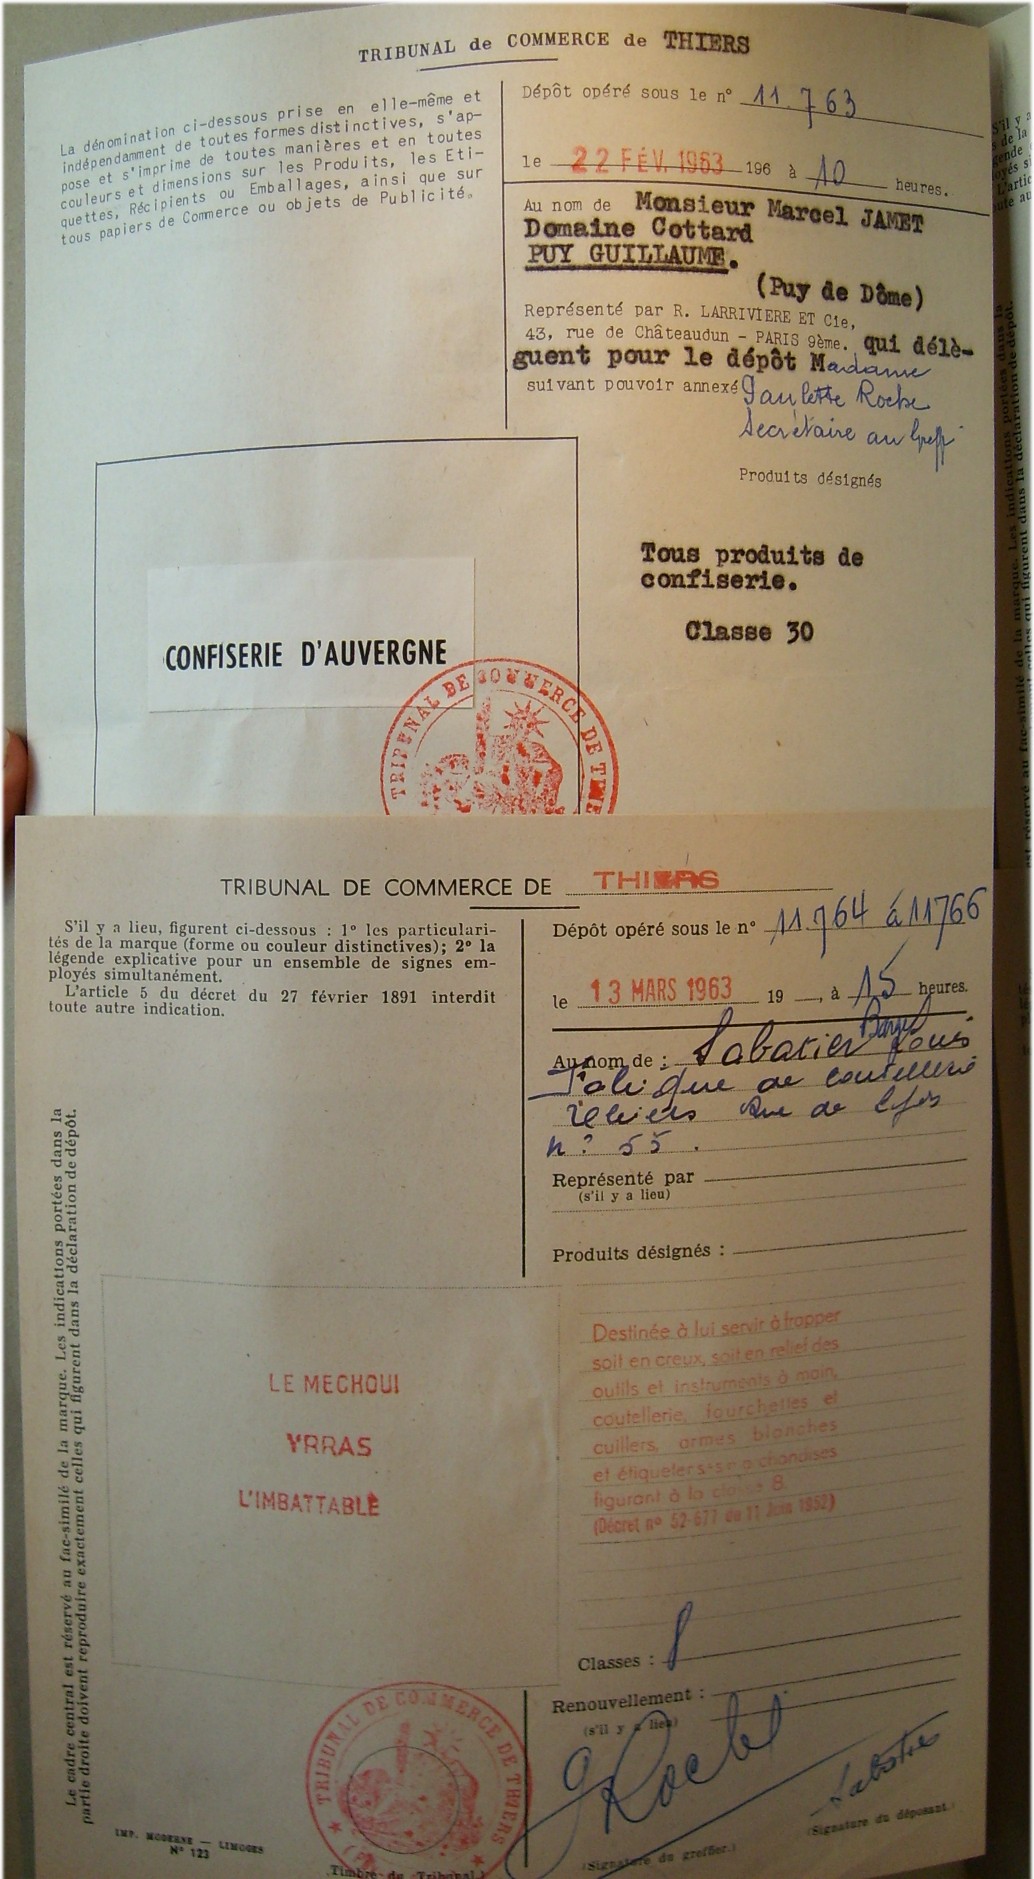 TRIBUNAL de COMMERCE de THIERS
La dénomination ci-dessous prise en elle-même et
indépendamment de toutes formes distinctives, s'ap-
pose et s'imprime de toutes manières et en toutes
couleurs et dimensions sur les Produits, les Eti-
quettes, Récipients ou Emballages, ainsi que sur
tous papiers de Commerce ou objets de Publicité.
Dépôt opéré sous le n° 11.763
le 22 FÉV. 1963 196 à 10 heures.
Au nom de Monsieur Marcel JAMET
Domaine Cottard
PUY GUILLAUME.
(Puy de Dôme)
Représenté par R. LARRIVIERE ET Cie,
43, rue de Châteaudun - PARIS 9ème. qui délè-
guent pour le dépôt Madame
suivant pouvoir annexé Paulette Roche
Secrétaire au Greffe
Produits désignés
Tous produits de
confiserie.
Classe 30
CONFISERIE D'AUVERGNE
TRIBUNAL DE COMMERCE DE THIE
TRIBUNAL DE COMMERCE DE THIERS
S'il y a lieu, figurent ci-dessous : 1° les particulari-
tés de la marque (forme ou couleur distinctives); 2° la
légende explicative pour un ensemble de signes em-
ployés simultanément.
L'article 5 du décret du 27 février 1891 interdit
toute autre indication.
Dépôt opéré sous le n° 11.764 à 11766
le 13 MARS 1963 19 , à 15 heures.
Au nom de : Sabatier Louis
Fabrique de coutellerie
Thiers Rue de
n° 55.
Représenté par
(s'il y a lieu)
Produits désignés :
Le cadre central est réservé au fac-similé de la marque. Les indications portées dans la
partie droite doivent reproduire exactement celles qui figurent dans la déclaration de dépôt.
LE MECHOUI
YRRAS
L'IMBATTABLE
Destinée à lui servir à frapper
soit en creux, soit en relief des
outils et instruments à main,
coutellerie, fourchettes et
cuillers, armes blanches
et étiqueter ses marchandises
figurant à la classe 8.
(Décret n° 52-677 du 11 Juin 1952)
Classes : 8
Renouvellement :
(s'il y a lieu)
TRIBUNAL DE COMMERCE DE THIERS
IMP. MODERNE — LIMOGES
N° 123
Timbre du Tribunal.)
(Signature du greffier.)
(Signature du déposant.)